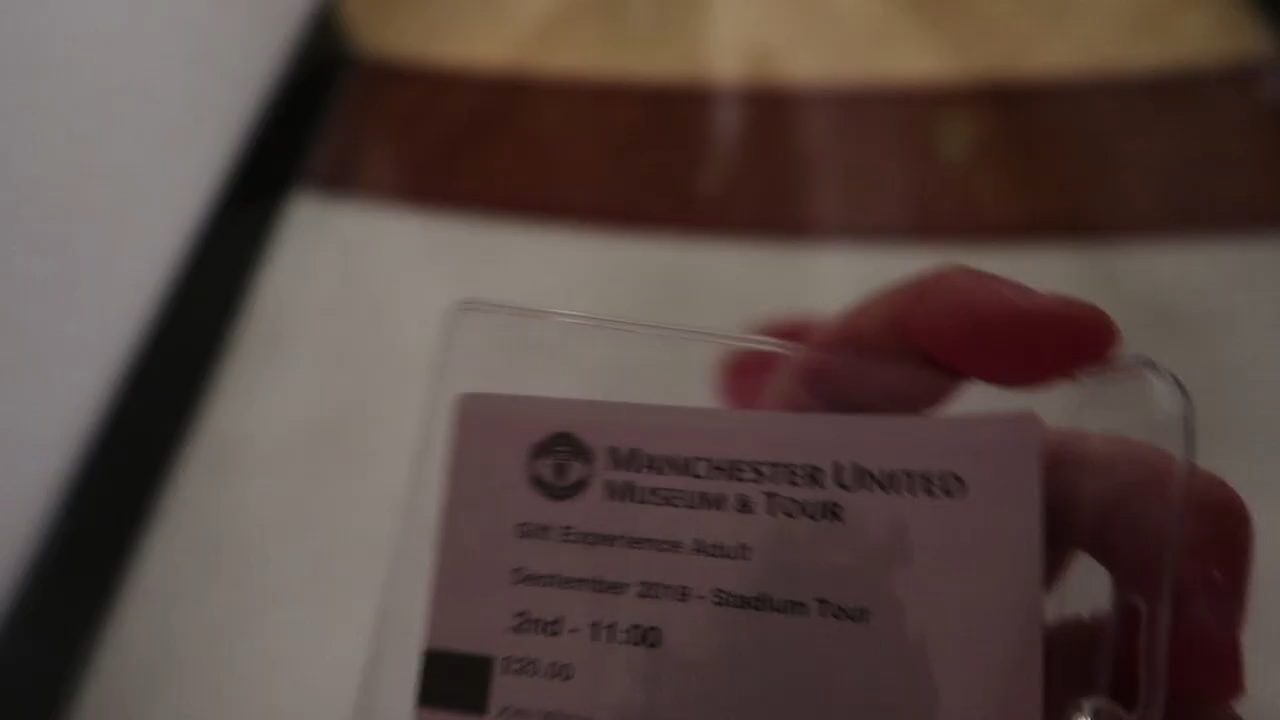 MANCHESTER UNITED
MUSEUM & TOUR
Gift Experience Adult
September 2019 - Stadium Tour
2nd - 11:00